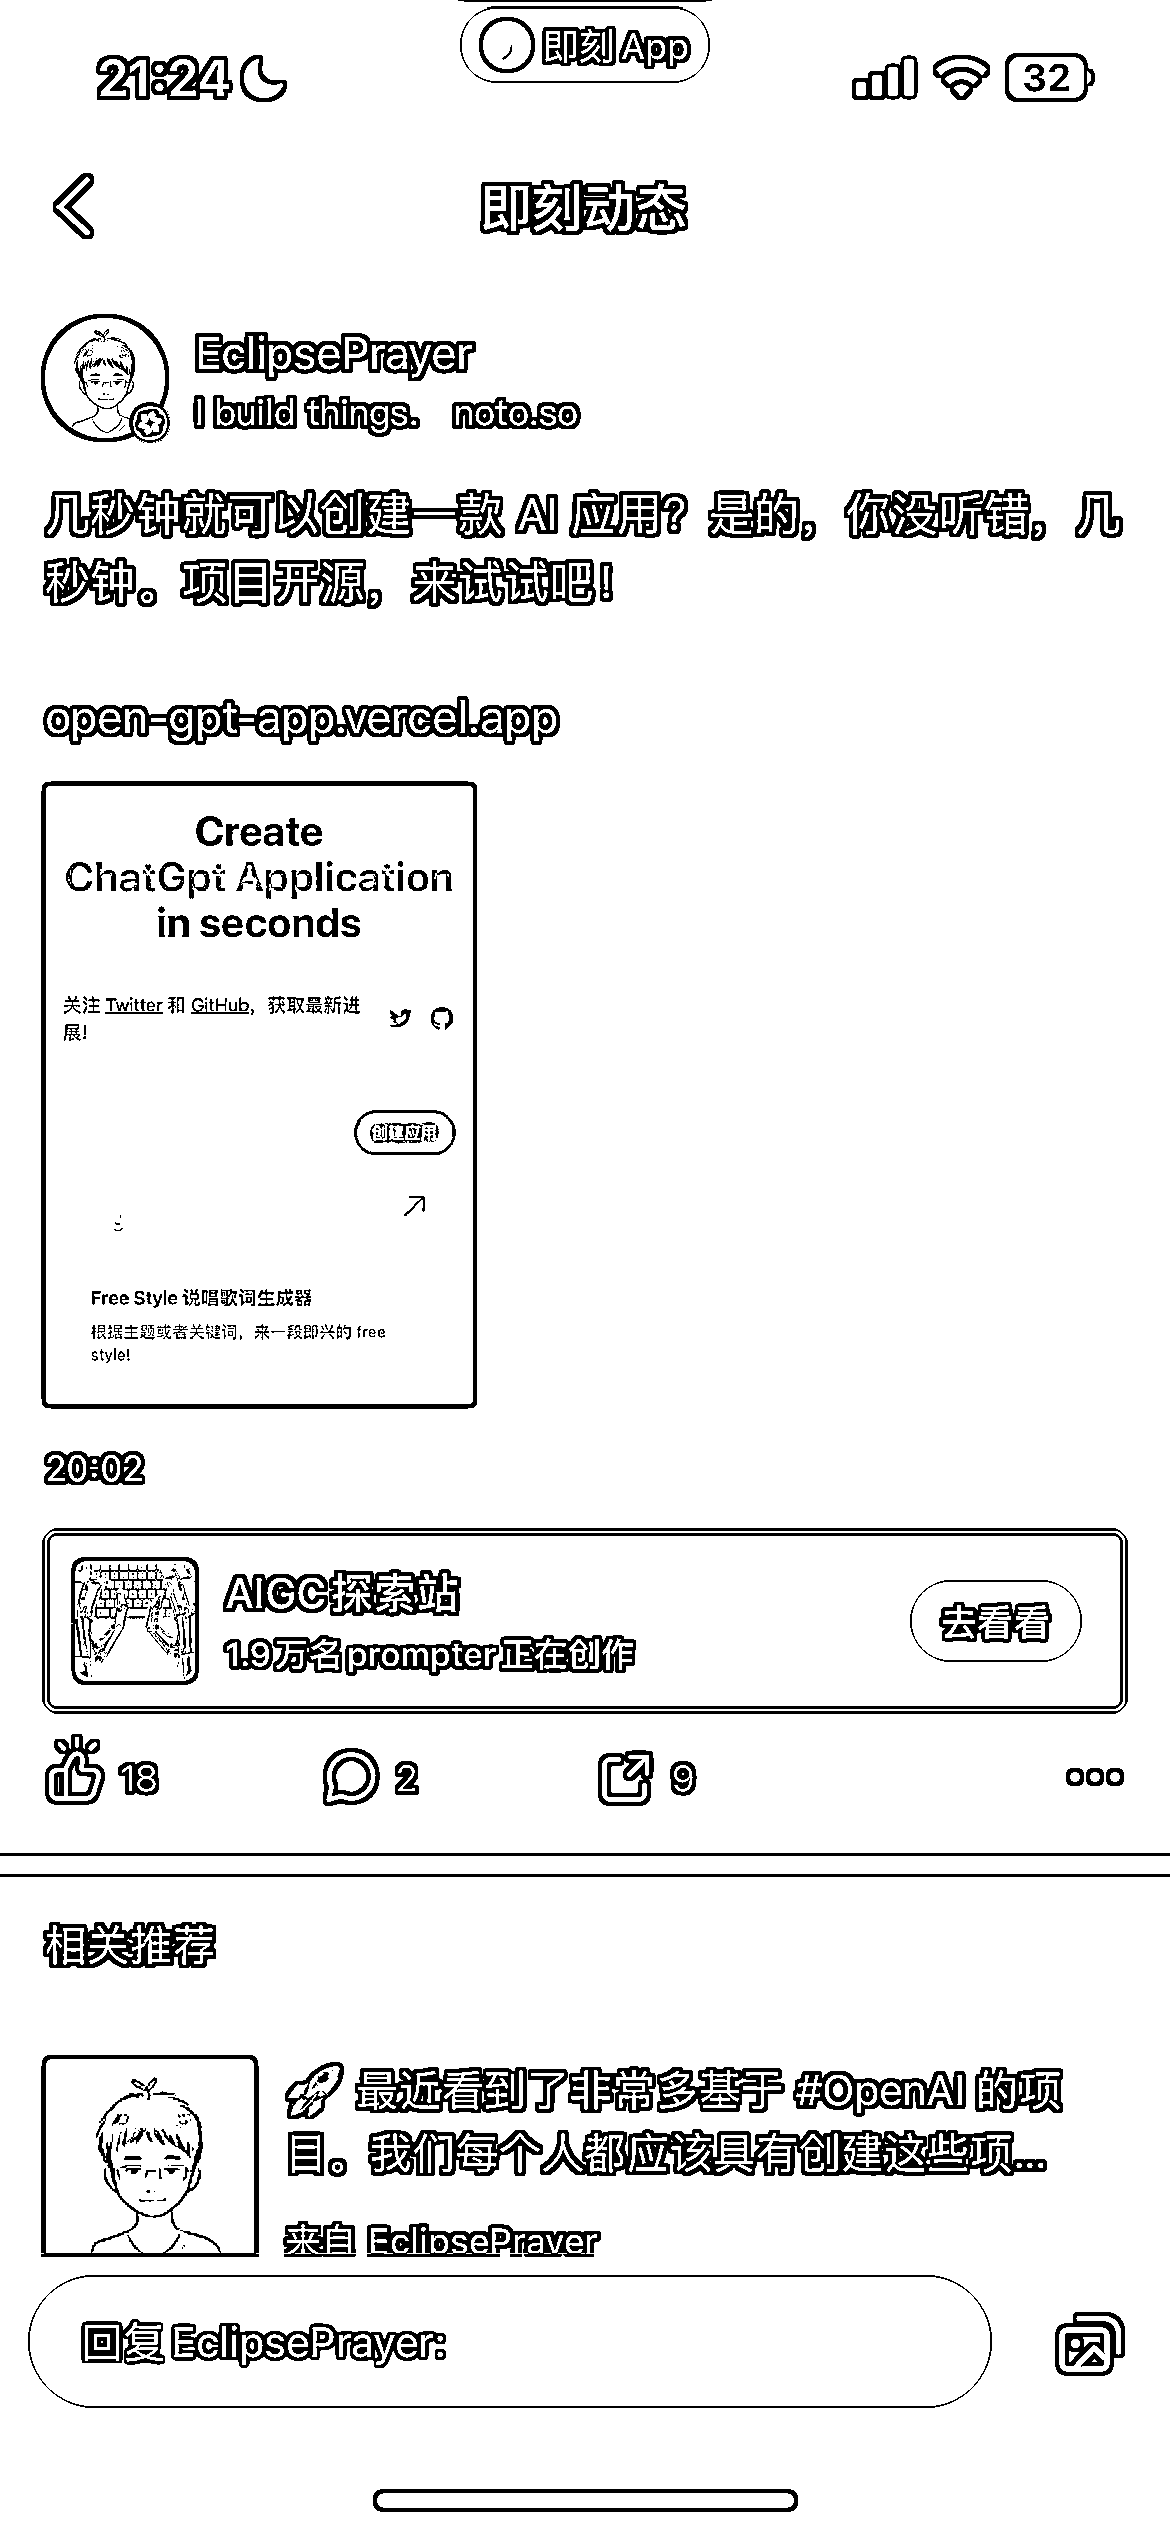 即刻 App
21:24
32
即刻动态
EclipsePrayer
I build things. noto.so
几秒钟就可以创建一款 AI 应用？是的，你没听错，几
秒钟。项目开源，来试试吧！
open-gpt-app.vercel.app
Create
ChatGpt Application
in seconds
关注 Twitter 和 GitHub，获取最新进
展!
创建应用
Free Style 说唱歌词生成器
根据主题或者关键词，来一段即兴的 free
style!
20:02
AIGC探索站
1.9万名prompter正在创作
去看看
18
2
9
相关推荐
🚀 最近看到了非常多基于 #OpenAI 的项
目。我们每个人都应该具有创建这些项...
来自 EclipsePrayer
回复 EclipsePrayer: